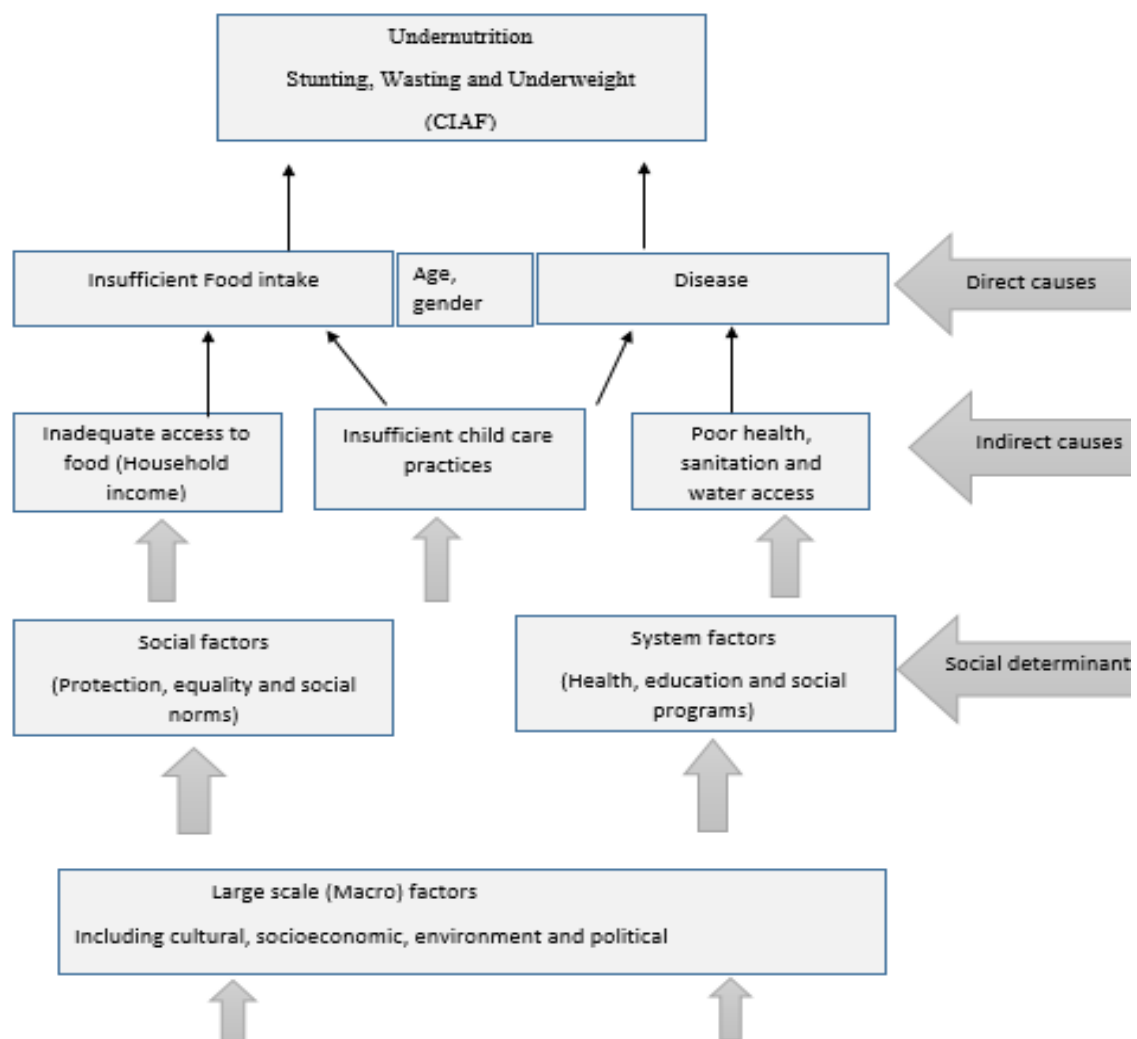 Undernutrition
Stunting, Wasting and Underweight
(CIAF)
Insufficient Food intake
Age,
gender
Disease
Direct causes
Inadequate access to
food (Household
income)
Insufficient child care
practices
Poor health,
sanitation and
water access
Indirect causes
Social factors
(Protection, equality and social
norms)
System factors
(Health, education and social
programs)
Social determinant
Large scale (Macro) factors
Including cultural, socioeconomic, environment and political